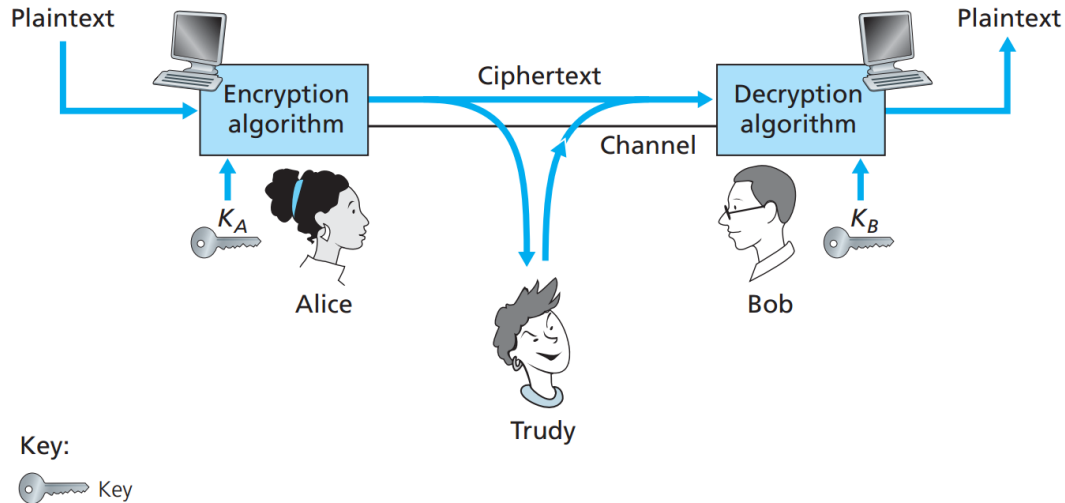 Plaintext
Plaintext
Ciphertext
Encryption
algorithm
Decryption
algorithm
Channel
K_A
K_B
Alice
Bob
Trudy
Key:
Key